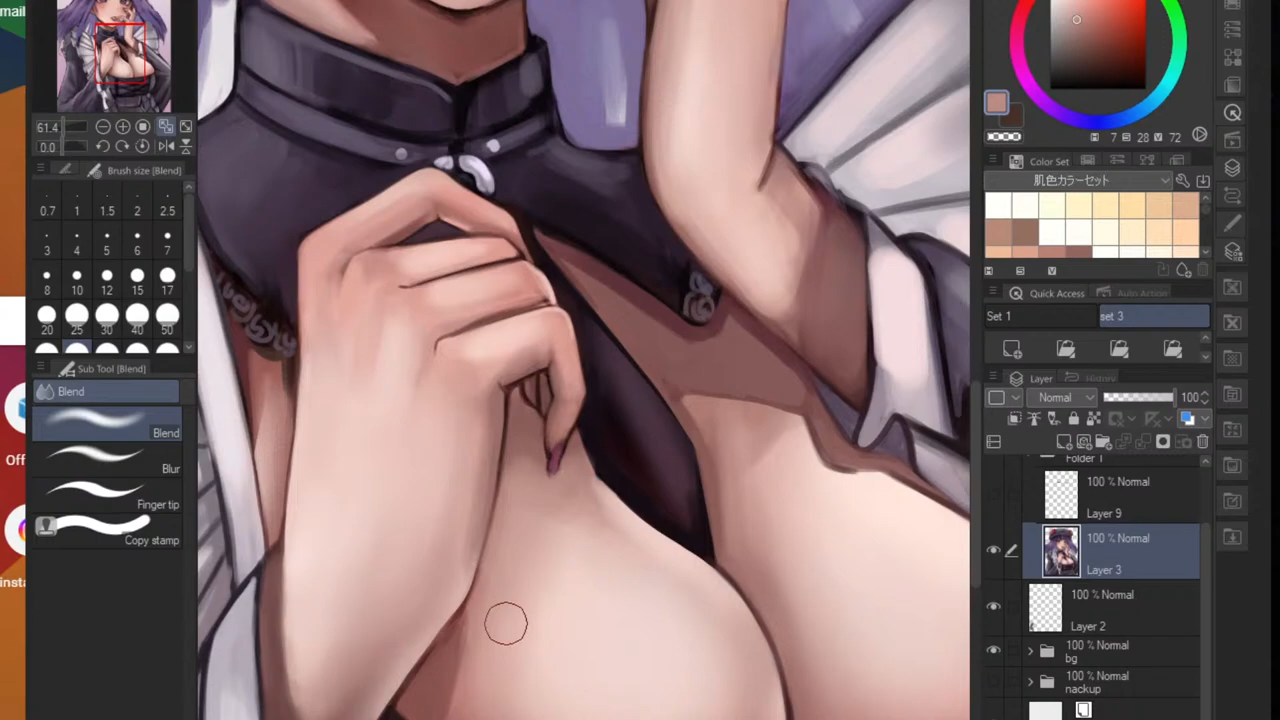 mail
61.4
0.0
Brush size [Blend]
0.7 1 1.5 2 2.5
3 4 5 6 7
8 10 12 15 17
20 25 30 40 50
Sub Tool [Blend]
Blend
Blend
Blur
Finger tip
Copy stamp
Off
insta
H 7 S 28 V 72
Color Set
肌色カラーセット
H S V
Quick Access
Auto Action
Set 1
set 3
Layer
History
Normal
100
Folder 1
100 % Normal
Layer 9
100 % Normal
Layer 3
100 % Normal
Layer 2
100 % Normal
bg
100 % Normal
nackup